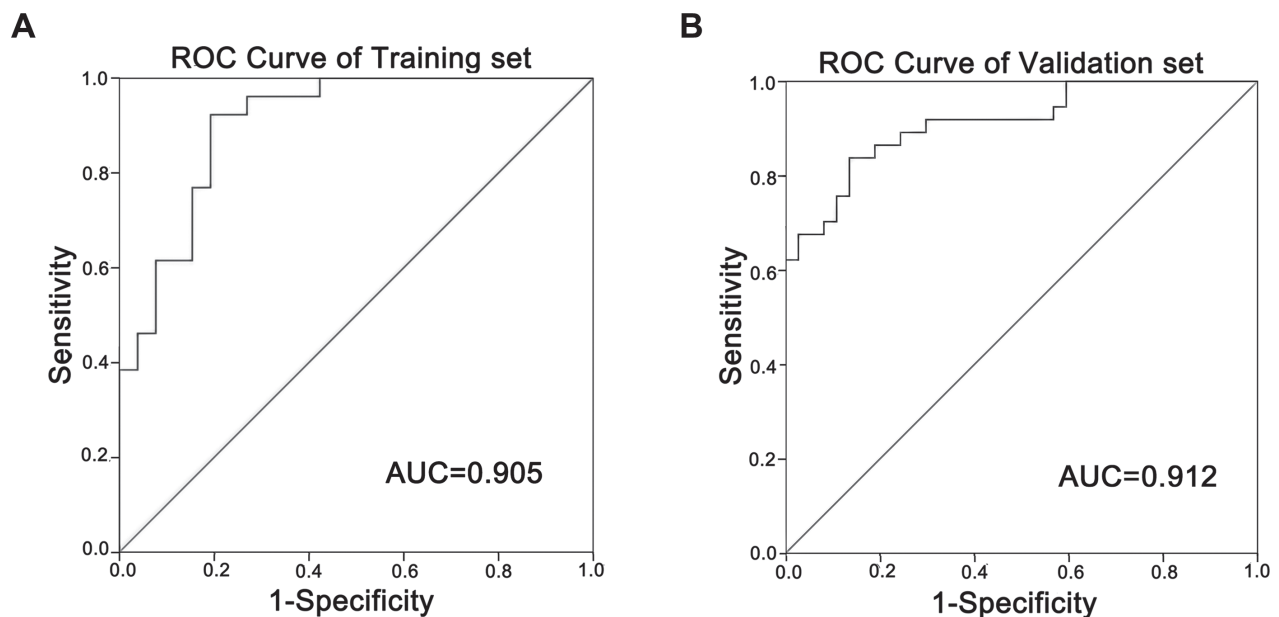 A
ROC Curve of Training set
1.0
0.8
0.6
0.4
0.2
0.0
Sensitivity
0.0 0.2 0.4 0.6 0.8 1.0
1-Specificity
AUC=0.905
B
ROC Curve of Validation set
1.0
0.8
0.6
0.4
0.2
0.0
Sensitivity
0.0 0.2 0.4 0.6 0.8 1.0
1-Specificity
AUC=0.912